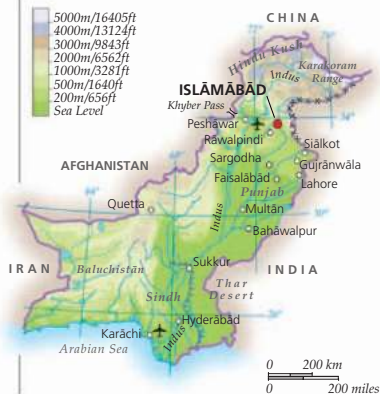 5000m/16405ft
4000m/13124ft
3000m/9843ft
2000m/6562ft
1000m/3281ft
500m/1640ft
200m/656ft
Sea Level
CHINA
Hindu Kush
Karakoram
Range
Indus
ISLĀMĀBĀD
Khyber Pass
Peshāwar
Rāwalpindi
Siālkot
Sargodha
Gujrānwāla
Faisalābād
Lahore
AFGHANISTAN
Punjab
Quetta
Multān
Indus
Bahāwalpur
Sukkur
IRAN
Baluchistān
INDIA
Sindh
Thar
Desert
Hyderābād
Karāchi
Indus
Arabian Sea
0 200 km
0 200 miles